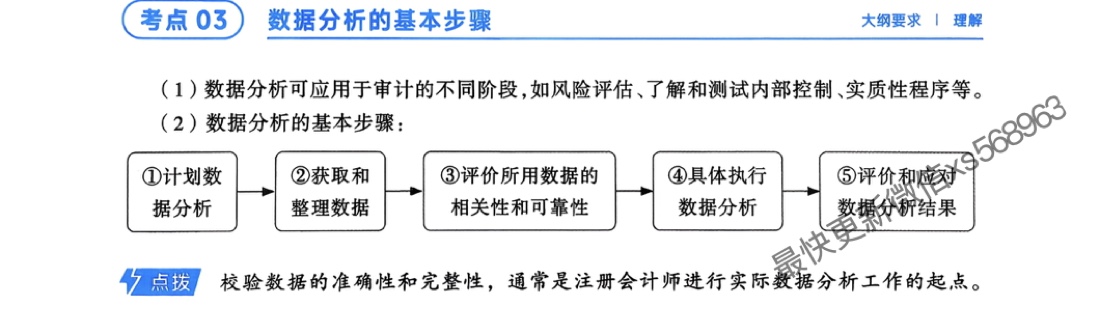 考点 03 数据分析的基本步骤 大纲要求 | 理解
(1)数据分析可应用于审计的不同阶段,如风险评估、了解和测试内部控制、实质性程序等。
(2)数据分析的基本步骤:
①计划数
据分析
②获取和
整理数据
③评价所用数据的
相关性和可靠性
④具体执行
数据分析
⑤评价和应对
数据分析结果
点拨 校验数据的准确性和完整性,通常是注册会计师进行实际数据分析工作的起点。
最快更新微信xs568963